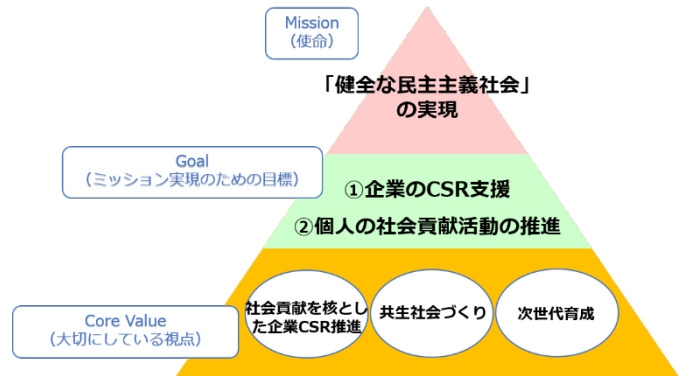 Mission
（使命）
「健全な民主主義社会」
の実現
Goal
（ミッション実現のための目標）
①企業のCSR支援
②個人の社会貢献活動の推進
Core Value
（大切にしている視点）
社会貢献を核とし
た企業CSR推進
共生社会づくり
次世代育成